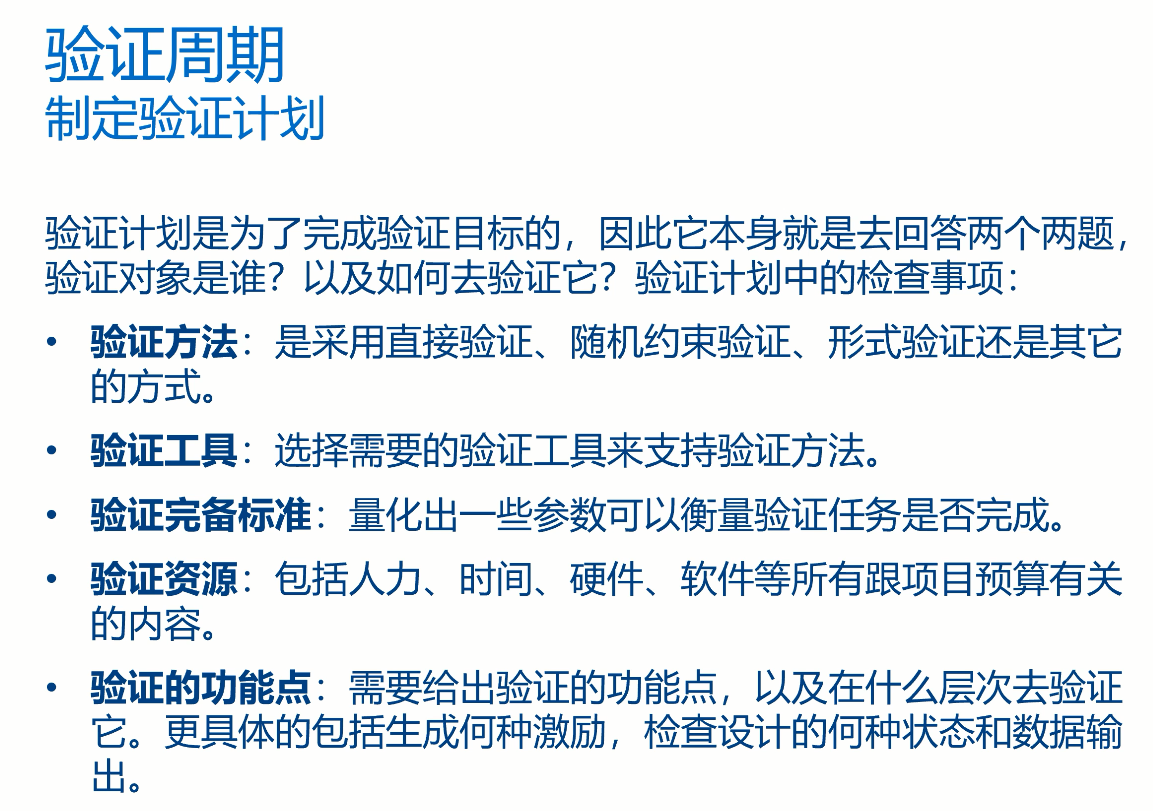 验证周期
制定验证计划
验证计划是为了完成验证目标的，因此它本身就是去回答两个两题，
验证对象是谁？以及如何去验证它？验证计划中的检查事项：
• 验证方法：是采用直接验证、随机约束验证、形式验证还是其它
的方式。
• 验证工具：选择需要的验证工具来支持验证方法。
• 验证完备标准：量化出一些参数可以衡量验证任务是否完成。
• 验证资源：包括人力、时间、硬件、软件等所有跟项目预算有关
的内容。
• 验证的功能点：需要给出验证的功能点，以及在什么层次去验证
它。更具体的包括生成何种激励，检查设计的何种状态和数据输
出。